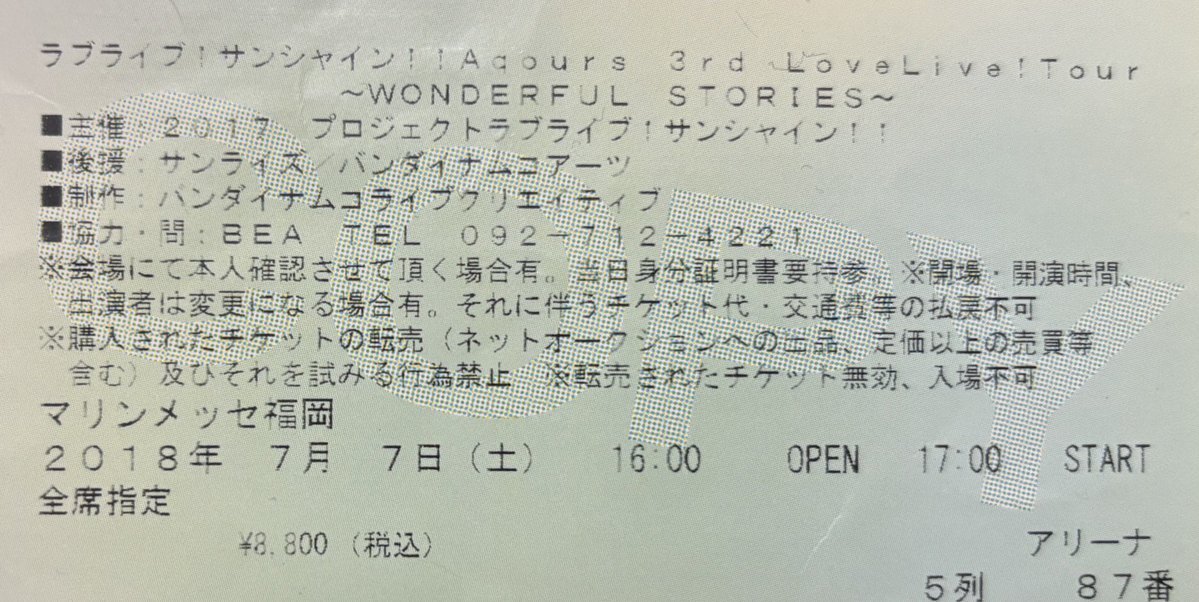 ラブライブ!サンシャイン!!Aqours 3rd LoveLive!Tour
~WONDERFUL STORIES~
■主催:2017 プロジェクトラブライブ!サンシャイン!!
■後援:サンライズ/バンダイナムコアーツ
■制作:バンダイナムコライブクリエイティブ
■協力・問:BEA TEL 092-712-4221
※会場にて本人確認させて頂く場合有。当日身分証明書要持参。※開場・開演時間、
出演者は変更になる場合有。それに伴うチケット代・交通費等の払戻不可
※購入されたチケットの転売(ネットオークションへの出品、定価以上の売買等
含む)及びそれを試みる行為禁止 ※転売されたチケット無効、入場不可
マリンメッセ福岡
2018年 7月 7日(土) 16:00 OPEN 17:00 START
全席指定
¥8,800(税込) アリーナ
5列 87番
COPY